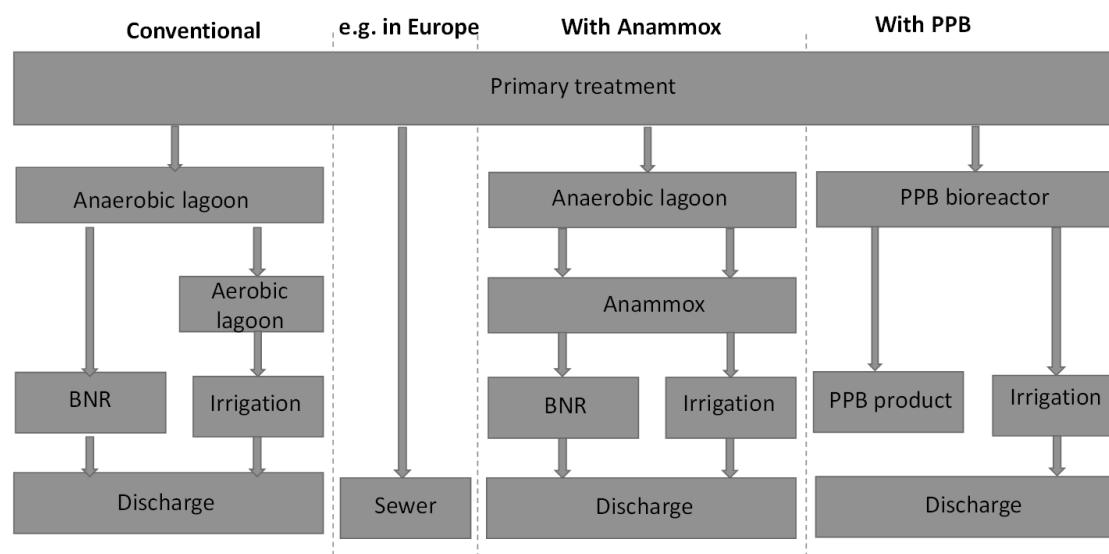 Conventional
e.g. in Europe
With Anammox
With PPB
Primary treatment
Anaerobic lagoon
Anaerobic lagoon
PPB bioreactor
Aerobic
lagoon
Anammox
BNR
Irrigation
BNR
Irrigation
PPB product
Irrigation
Discharge
Sewer
Discharge
Discharge